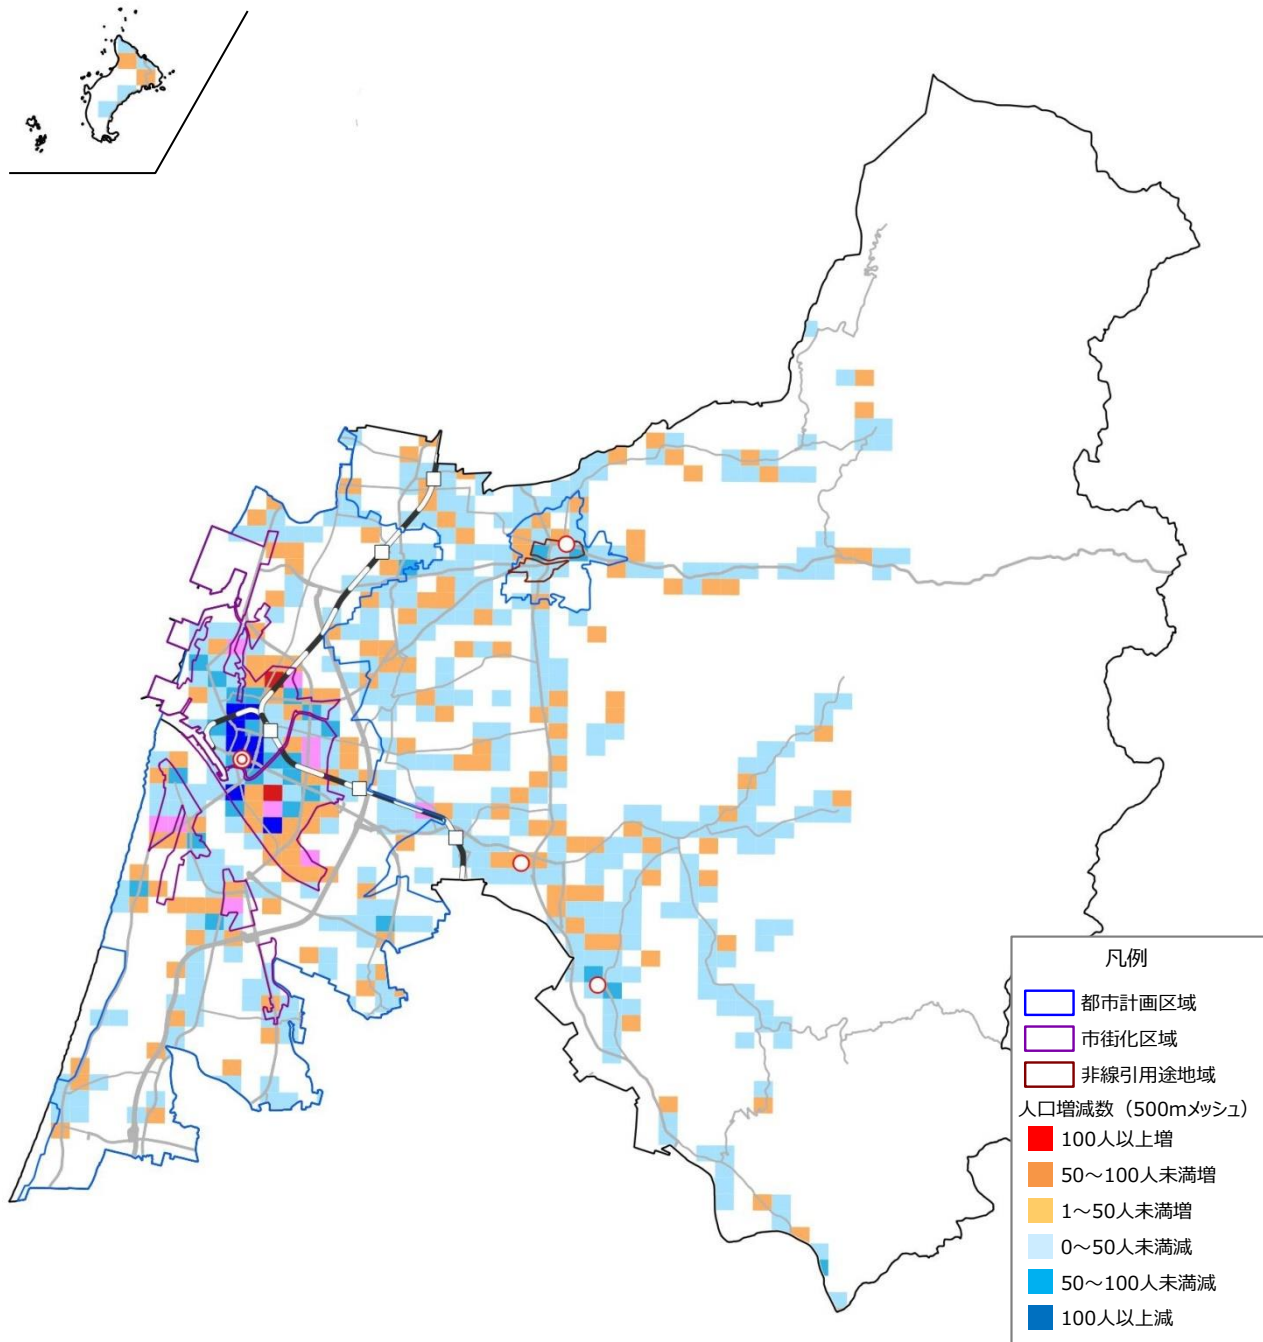 凡例
都市計画区域
市街化区域
非線引用途地域
人口増減数（500mメッシュ）
100人以上増
50～100人未満増
1～50人未満増
0～50人未満減
50～100人未満減
100人以上減